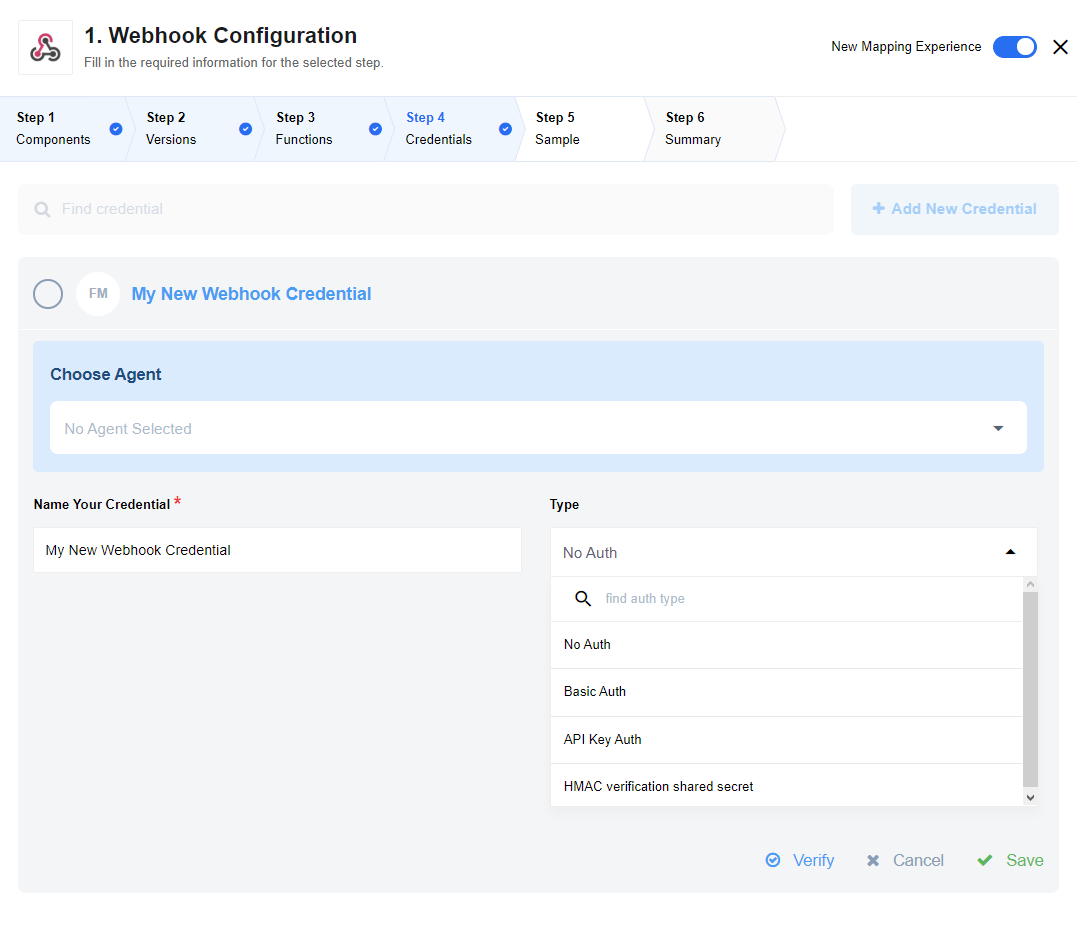 1. Webhook Configuration
Fill in the required information for the selected step.
New Mapping Experience
Step 1
Components
Step 2
Versions
Step 3
Functions
Step 4
Credentials
Step 5
Sample
Step 6
Summary
Find credential
Add New Credential
FM
My New Webhook Credential
Choose Agent
No Agent Selected
Name Your Credential *
My New Webhook Credential
Type
No Auth
find auth type
No Auth
Basic Auth
API Key Auth
HMAC verification shared secret
Verify
Cancel
Save